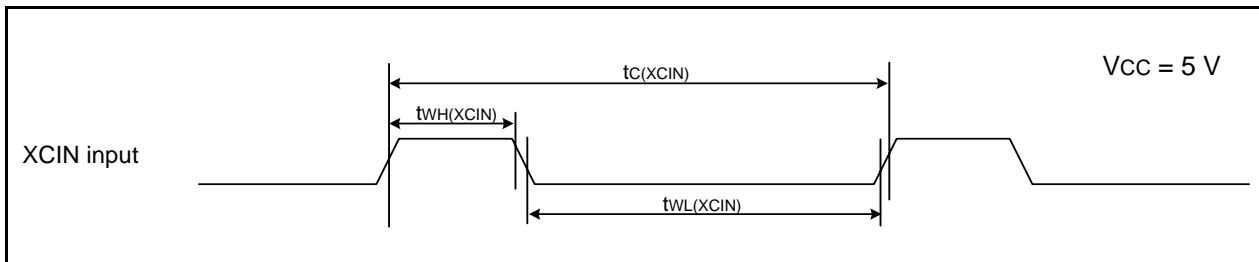 tC(XCIN)
VCC = 5 V
tWH(XCIN)
XCIN input
tWL(XCIN)